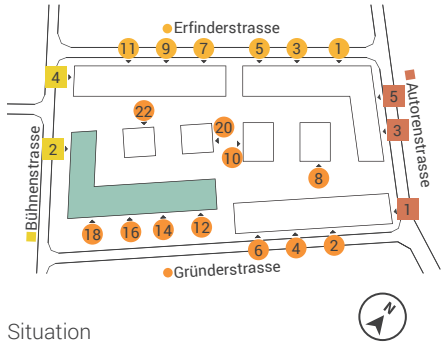 Erfinderstrasse
11 9 7 5 3 1
4
5
Autorenstrasse
22
20
3
2
10
8
Bühnenstrasse
18 16 14 12
1
6 4 2
Gründerstrasse
N
Situation